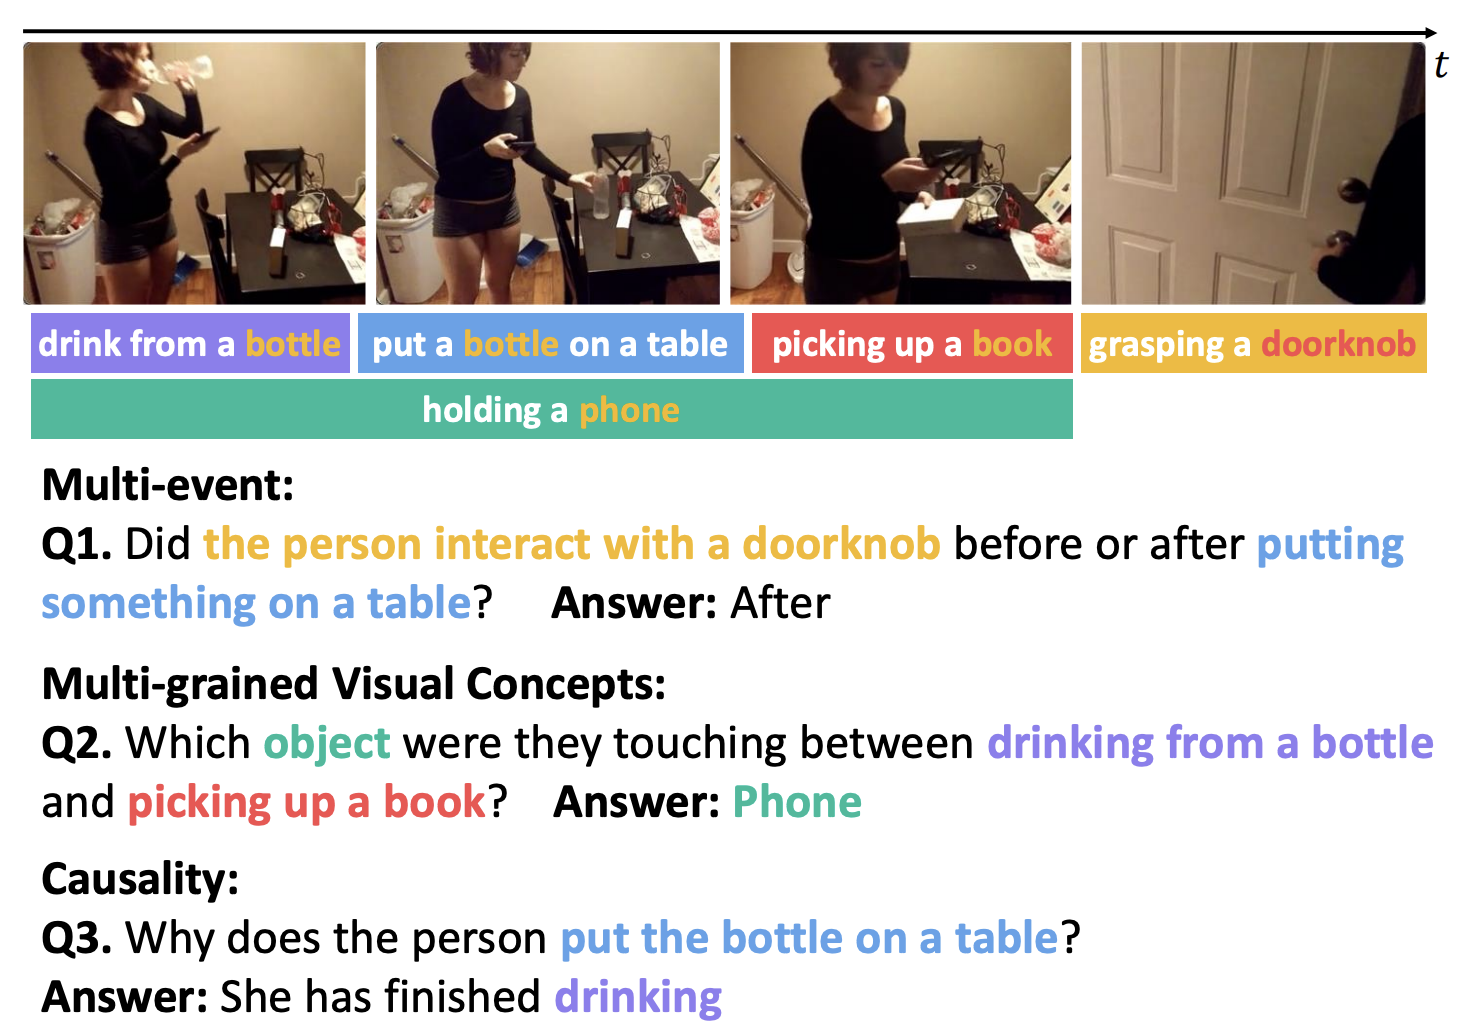 t
drink from a bottle
put a bottle on a table
picking up a book
grasping a doorknob
holding a phone
Multi-event:
Q1. Did the person interact with a doorknob before or after putting
something on a table? Answer: After
Multi-grained Visual Concepts:
Q2. Which object were they touching between drinking from a bottle
and picking up a book? Answer: Phone
Causality:
Q3. Why does the person put the bottle on a table?
Answer: She has finished drinking